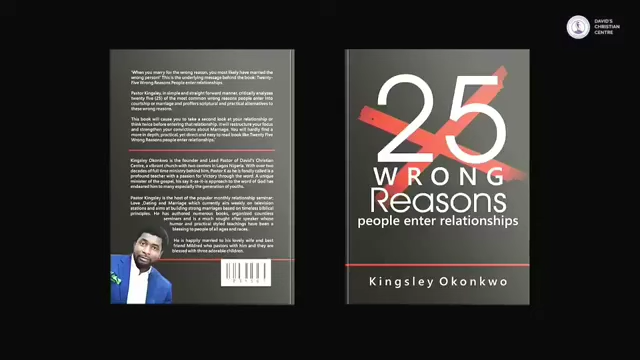 DAVID'S
CHRISTIAN
CENTRE
'When you marry for the wrong reason, you most likely have married the
wrong person!' This is the underlying message behind the book: Twenty-
Five Wrong Reasons People enter relationships.
Pastor Kingsley, in simple and straight forward manner, critically analyzes
twenty five (25) of the most common wrong reasons people enter into
courtship or marriage and proffers scriptural and practical alternatives to
these wrong reasons.
This book will cause you to take a second look at your relationship or
think twice before entering that relationship. It will restructure your focus
and strengthen your convictions about Marriage. You will hardly find a
more in depth, practical, yet direct and easy to read book like Twenty Five
Wrong Reasons People enter relationships.'
Kingsley Okonkwo is the founder and Lead Pastor of David's Christian
Centre, a vibrant church with two centers in Lagos Nigeria. With over two
decades of full time ministry behind him, Pastor K as he is fondly called is a
profound teacher with a passion for Victory through the word. A unique
minister of the gospel, his say-it-as-it-is approach to the word of God has
endeared him to many especially the generation of youths.
Pastor Kingsley is the host of the popular monthly relationship seminar:
Love ,Dating and Marriage which currently airs weekly on television
stations and aims at building strong marriages based on timeless biblical
principles. He has authored numerous books, organized countless
seminars and is a much sought after speaker whose
humor and practical styled teachings have been a
blessing to people of all ages and races.
He is happily married to his lovely wife and best
friend Mildred who pastors with him and they are
blessed with three adorable children.
25
WRONG
Reasons
people enter relationships
Kingsley Okonkwo